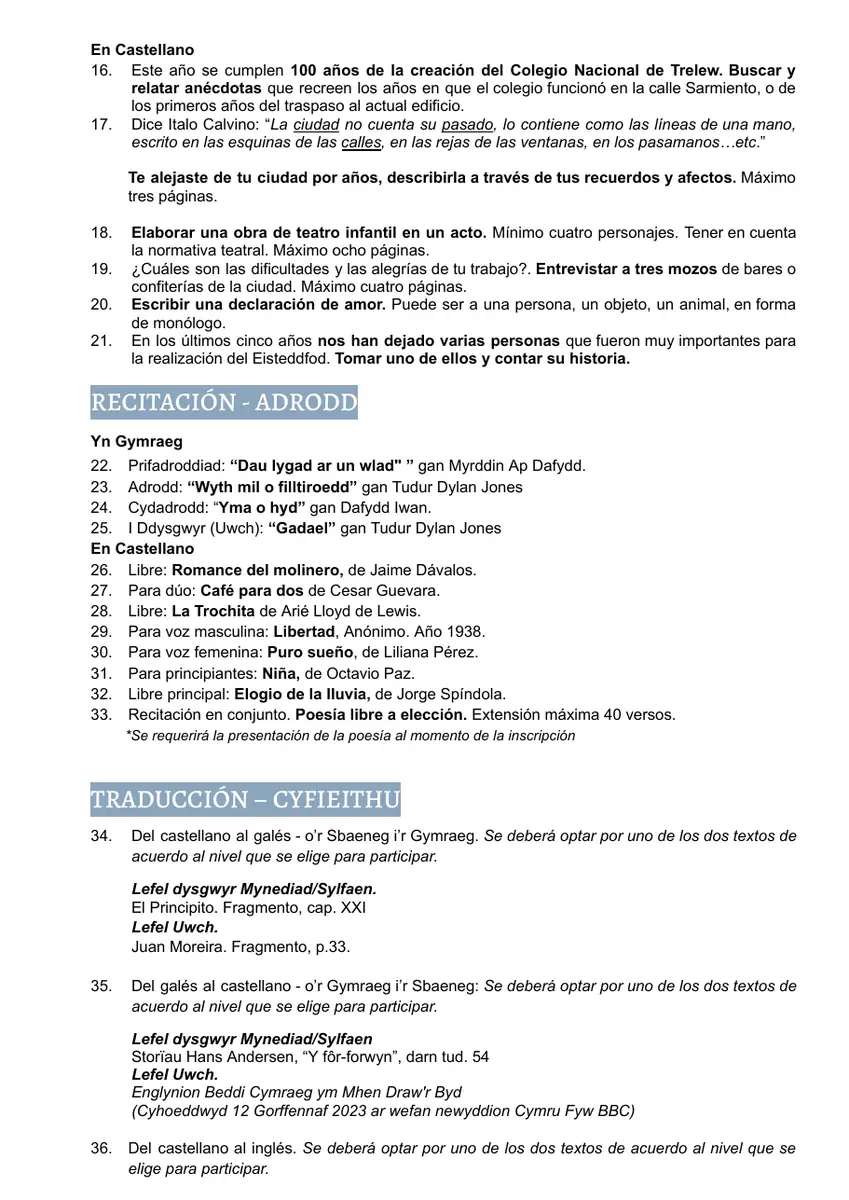 En Castellano
16. Este año se cumplen 100 años de la creación del Colegio Nacional de Trelew. Buscar y
relatar anécdotas que recreen los años en que el colegio funcionó en la calle Sarmiento, o de
los primeros años del traspaso al actual edificio.
17. Dice Italo Calvino: “La ciudad no cuenta su pasado, lo contiene como las líneas de una mano,
escrito en las esquinas de las calles, en las rejas de las ventanas, en los pasamanos…etc.”
Te alejaste de tu ciudad por años, describirla a través de tus recuerdos y afectos. Máximo
tres páginas.
18. Elaborar una obra de teatro infantil en un acto. Mínimo cuatro personajes. Tener en cuenta
la normativa teatral. Máximo ocho páginas.
19. ¿Cuáles son las dificultades y las alegrías de tu trabajo?. Entrevistar a tres mozos de bares o
confiterías de la ciudad. Máximo cuatro páginas.
20. Escribir una declaración de amor. Puede ser a una persona, un objeto, un animal, en forma
de monólogo.
21. En los últimos cinco años nos han dejado varias personas que fueron muy importantes para
la realización del Eisteddfod. Tomar uno de ellos y contar su historia.
RECITACIÓN - ADRODD
Yn Gymraeg
22. Prifadroddiad: “Dau lygad ar un wlad" ” gan Myrddin Ap Dafydd.
23. Adrodd: “Wyth mil o filltiroedd” gan Tudur Dylan Jones
24. Cydadrodd: “Yma o hyd” gan Dafydd Iwan.
25. I Ddysgwyr (Uwch): “Gadael” gan Tudur Dylan Jones
En Castellano
26. Libre: Romance del molinero, de Jaime Dávalos.
27. Para dúo: Café para dos de Cesar Guevara.
28. Libre: La Trochita de Arié Lloyd de Lewis.
29. Para voz masculina: Libertad, Anónimo. Año 1938.
30. Para voz femenina: Puro sueño, de Liliana Pérez.
31. Para principiantes: Niña, de Octavio Paz.
32. Libre principal: Elogio de la lluvia, de Jorge Spíndola.
33. Recitación en conjunto. Poesía libre a elección. Extensión máxima 40 versos.
*Se requerirá la presentación de la poesía al momento de la inscripción
TRADUCCIÓN – CYFIEITHU
34. Del castellano al galés - o’r Sbaeneg i’r Gymraeg. Se deberá optar por uno de los dos textos de
acuerdo al nivel que se elige para participar.
Lefel dysgwyr Mynediad/Sylfaen.
El Principito. Fragmento, cap. XXI
Lefel Uwch.
Juan Moreira. Fragmento, p.33.
35. Del galés al castellano - o’r Gymraeg i’r Sbaeneg: Se deberá optar por uno de los dos textos de
acuerdo al nivel que se elige para participar.
Lefel dysgwyr Mynediad/Sylfaen
Storïau Hans Andersen, “Y fôr-forwyn”, darn tud. 54
Lefel Uwch.
Englynion Beddi Cymraeg ym Mhen Draw'r Byd
(Cyhoeddwyd 12 Gorffennaf 2023 ar wefan newyddion Cymru Fyw BBC)
36. Del castellano al inglés. Se deberá optar por uno de los dos textos de acuerdo al nivel que se
elige para participar.